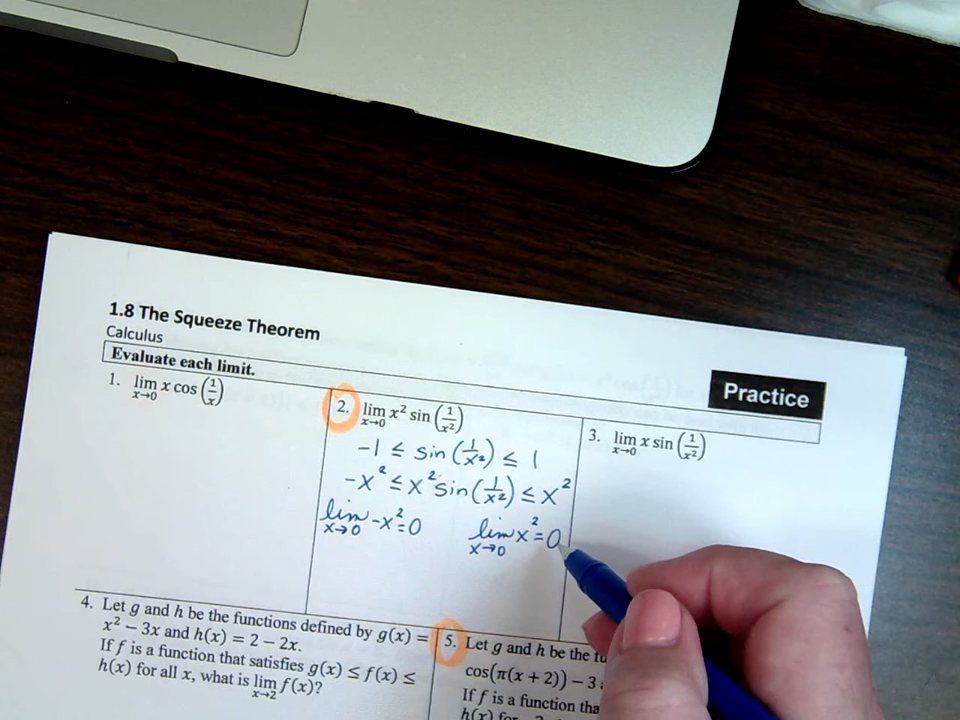 1.8 The Squeeze Theorem
Calculus
Evaluate each limit.
Practice
1. lim x→0 x cos (1/x)
2. lim x→0 x² sin (1/x²)
-1 ≤ sin (1/x²) ≤ 1
-x² ≤ x² sin (1/x²) ≤ x²
lim x→0 -x² = 0
lim x→0 x² = 0
3. lim x→0 x sin (1/x²)
4. Let g and h be the functions defined by g(x) =
x² − 3x and h(x) = 2 − 2x.
If f is a function that satisfies g(x) ≤ f(x) ≤
h(x) for all x, what is lim x→2 f(x)?
5. Let g and h be the
cos(π(x + 2)) − 3
If f is a function
h(x) for